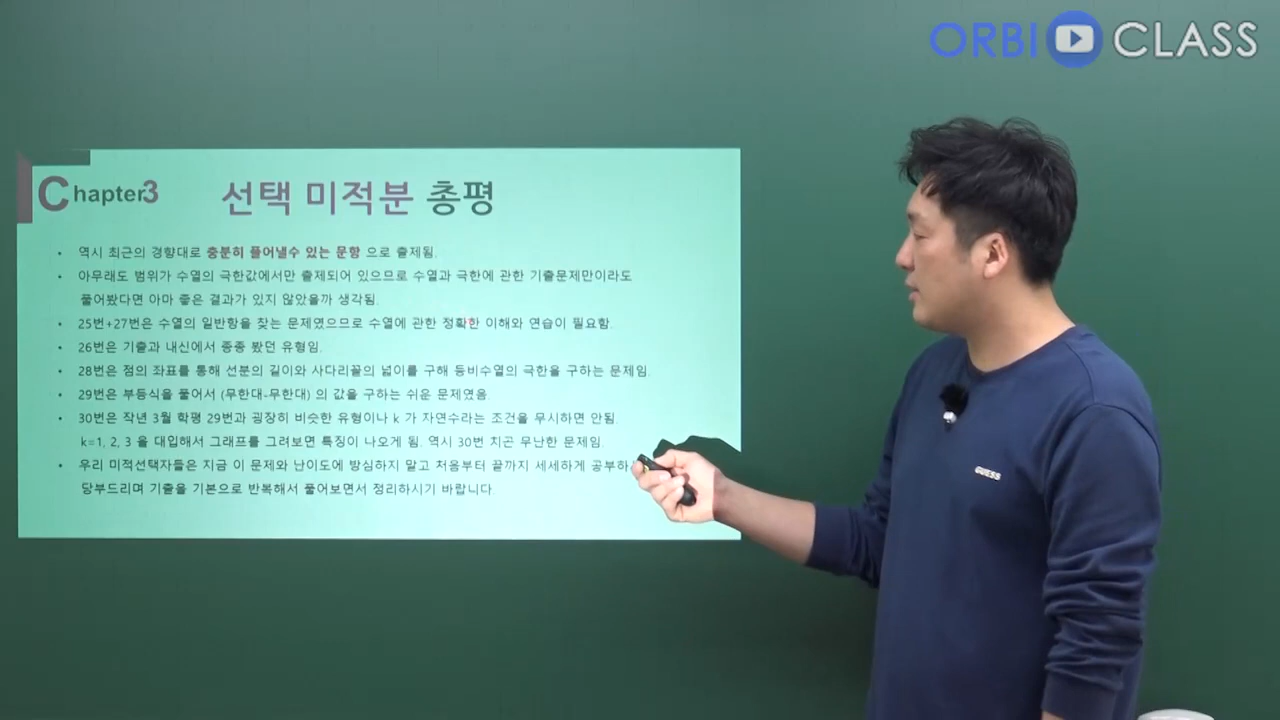 ORBI CLASS
Chapter3 선택 미적분 총평
• 역시 최근의 경향대로 충분히 풀어낼수 있는 문항 으로 출제됨.
• 아무래도 범위가 수열의 극한값에서만 출제되어 있으므로 수열과 극한에 관한 기출문제만이라도
풀어봤다면 아마 좋은 결과가 있지 않았을까 생각됨.
• 25번+27번은 수열의 일반항을 찾는 문제였으므로 수열에 관한 정확한 이해와 연습이 필요함.
• 26번은 기출과 내신에서 종종 봤던 유형임.
• 28번은 점의 좌표를 통해 선분의 길이와 사다리꼴의 넓이를 구해 등비수열의 극한을 구하는 문제임.
• 29번은 부등식을 풀어서 (무한대-무한대) 의 값을 구하는 쉬운 문제였음.
• 30번은 작년 3월 학평 29번과 굉장히 비슷한 유형이나 k 가 자연수라는 조건을 무시하면 안됨.
k=1, 2, 3 을 대입해서 그래프를 그려보면 특징이 나오게 됨. 역시 30번 치곤 무난한 문제임.
• 우리 미적선택자들은 지금 이 문제와 난이도에 방심하지 말고 처음부터 끝까지 세세하게
당부드리며 기출을 기본으로 반복해서 풀어보면서 정리하시기 바랍니다.
GUESS